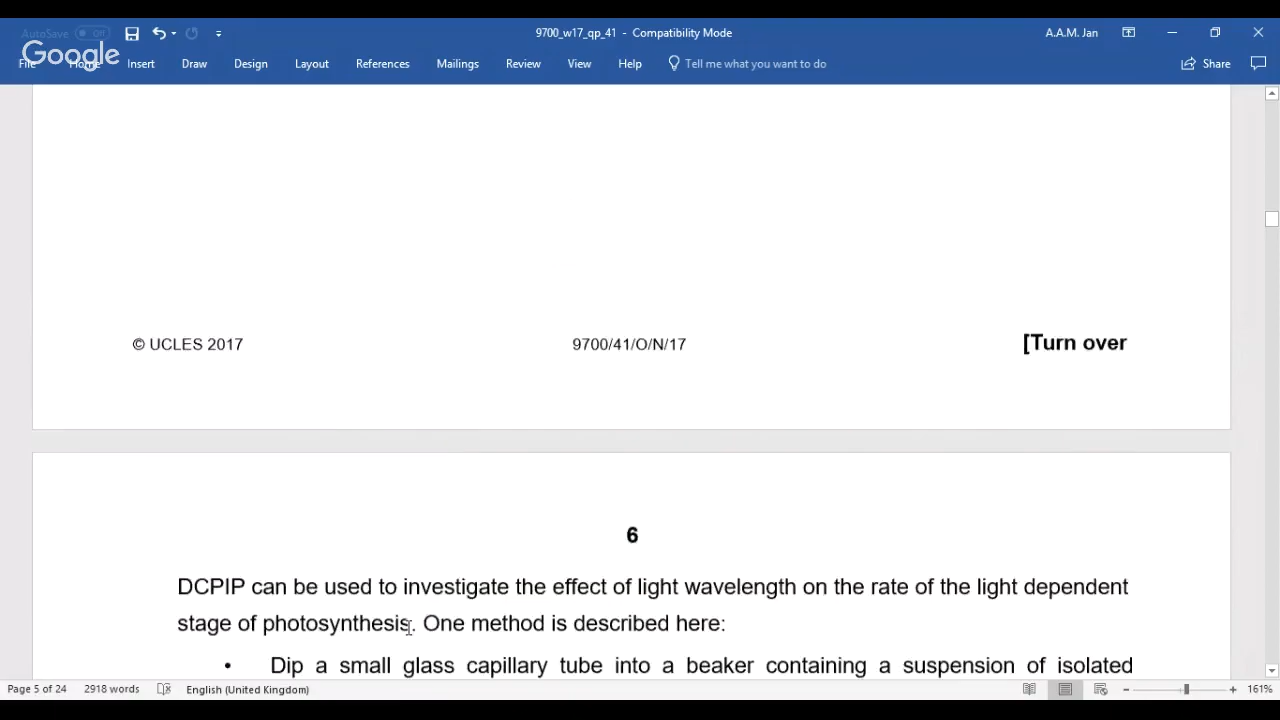 AutoSave Off
9700_w17_qp_41 - Compatibility Mode
A.A.M. Jan
Google
File Home Insert Draw Design Layout References Mailings Review View Help Tell me what you want to do Share
© UCLES 2017 9700/41/O/N/17 [Turn over
6
DCPIP can be used to investigate the effect of light wavelength on the rate of the light dependent
stage of photosynthesis. One method is described here:
• Dip a small glass capillary tube into a beaker containing a suspension of isolated
Page 5 of 24 2918 words English (United Kingdom) 161%